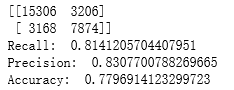 [[15306  3206]
 [ 3168  7874]]
Recall:  0.8141205704407951
Precision:  0.8307700788269665
Accuracy:  0.7796914123299723